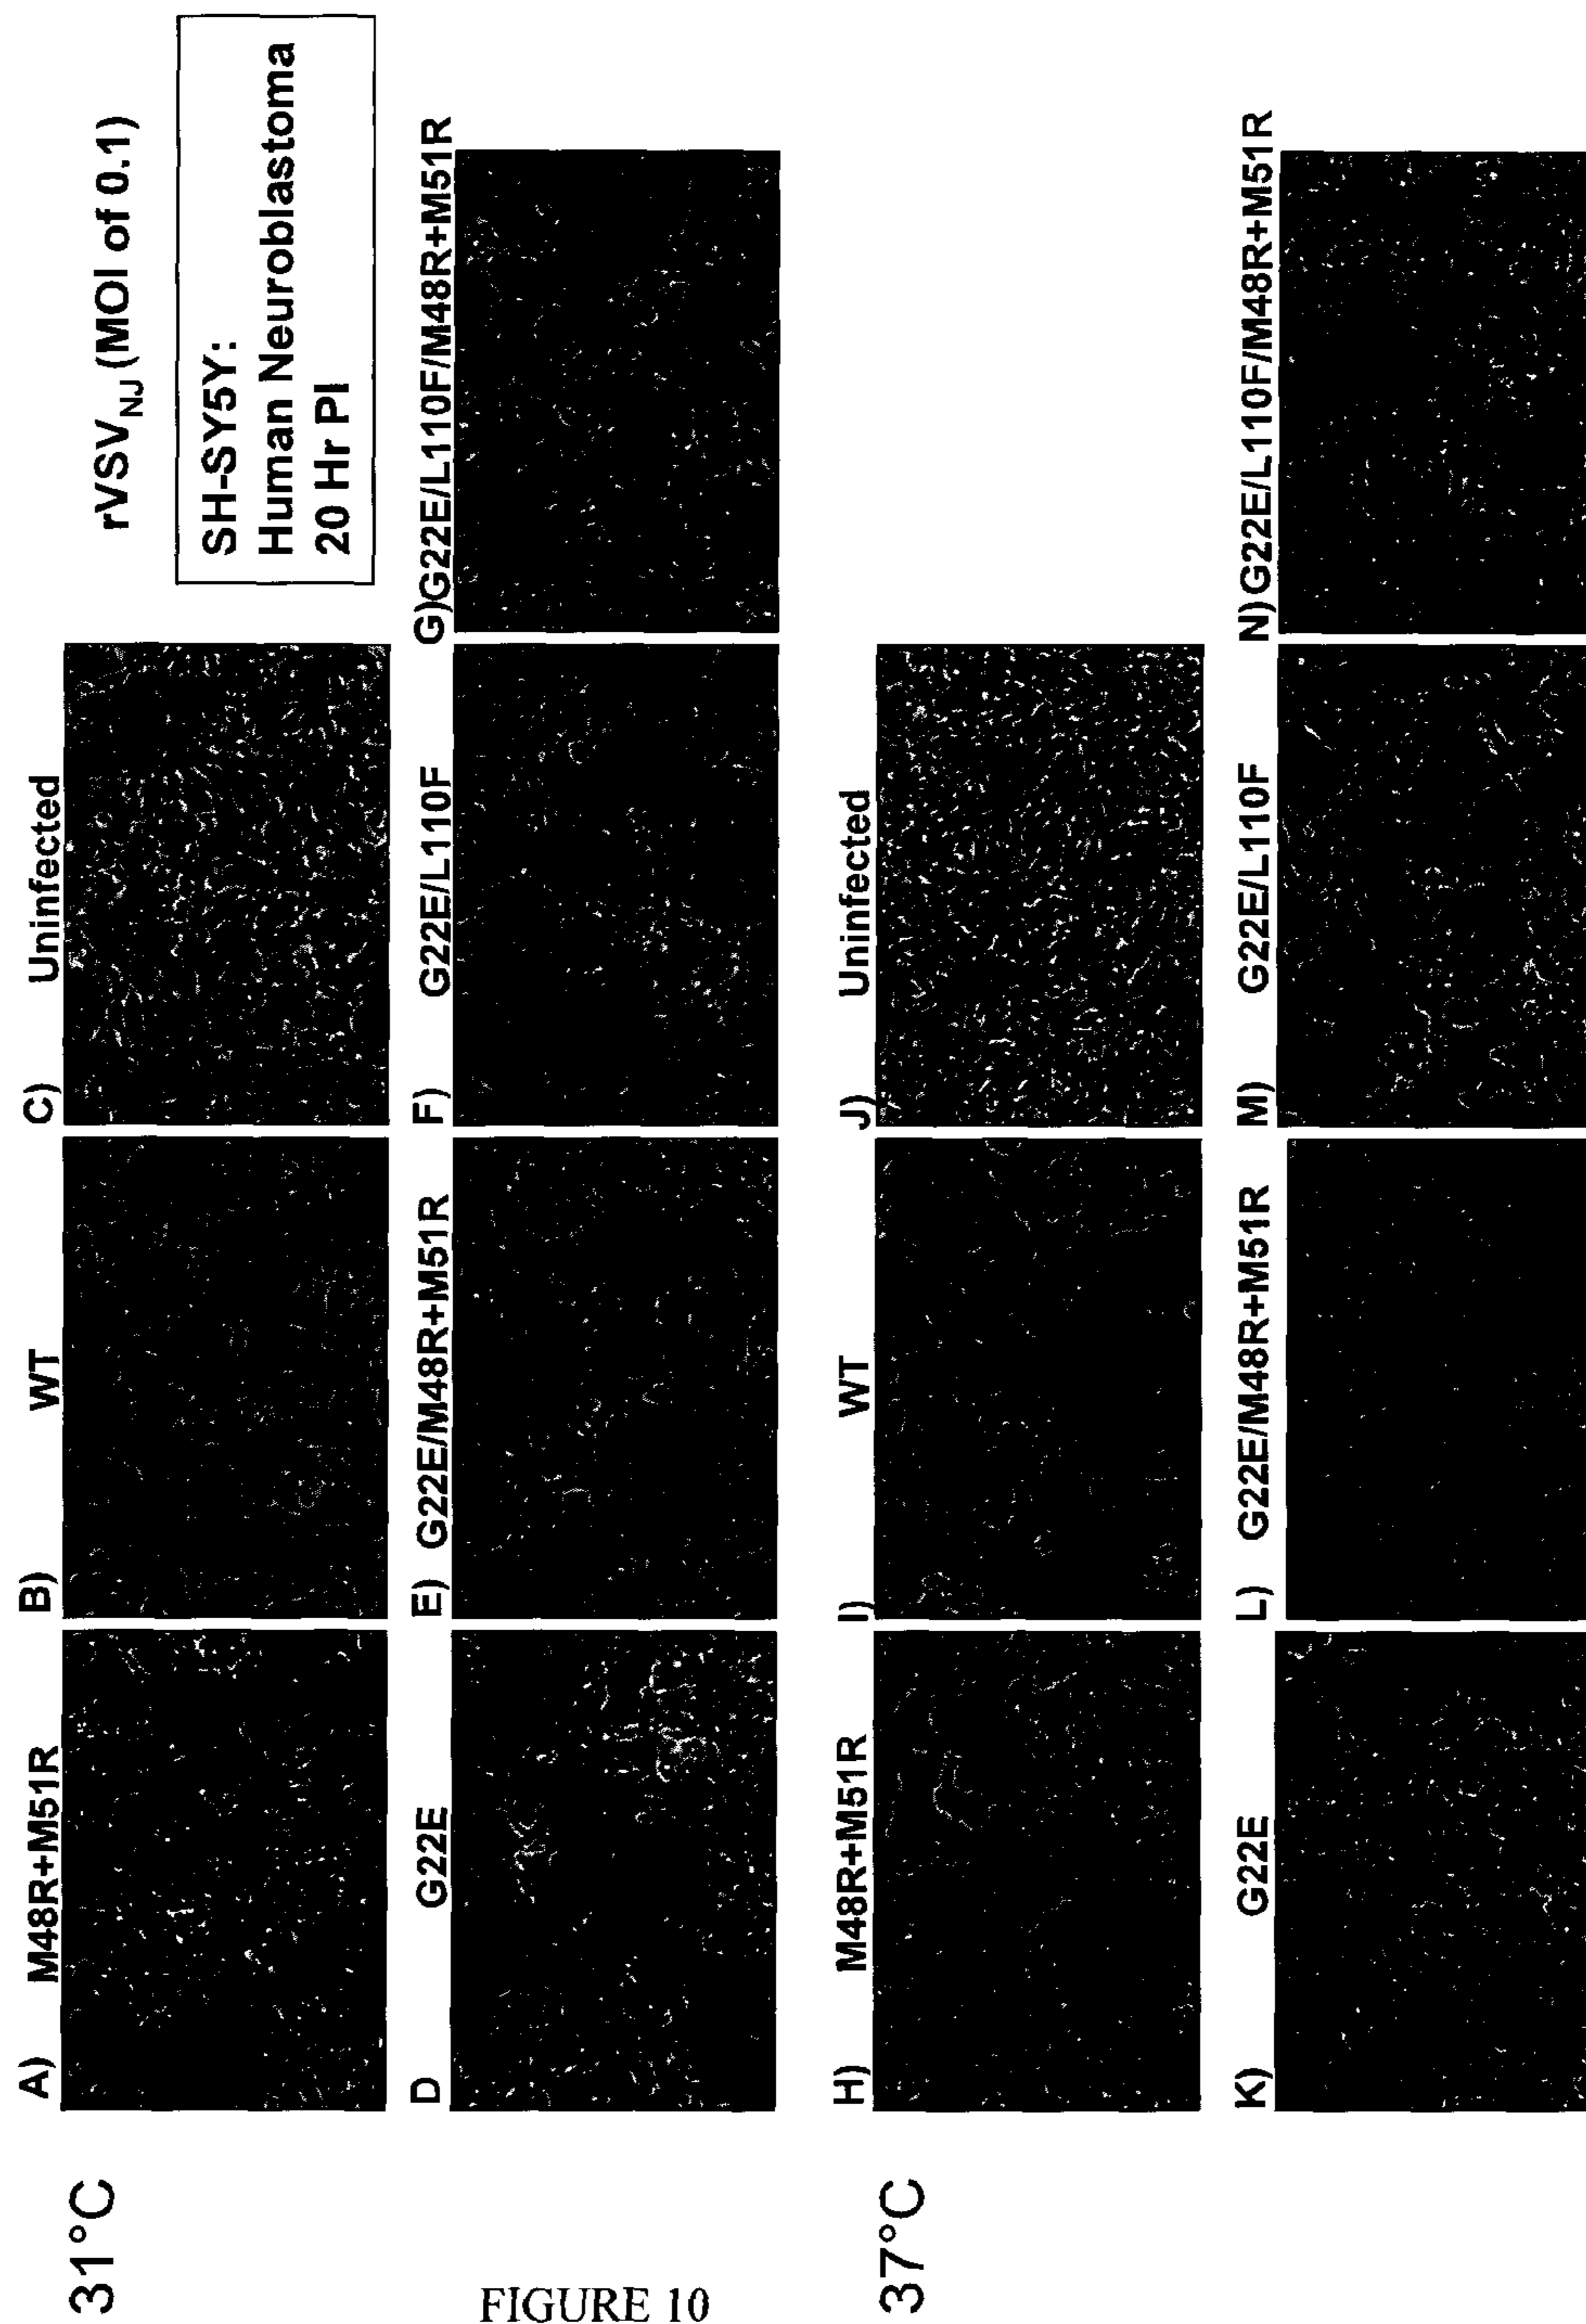 31°C
A) M48R+M51R
B) WT
C) Uninfected
rVSV_NJ (MOI of 0.1)
SH-SY5Y:
Human Neuroblastoma
20 Hr PI
D G22E
E) G22E/M48R+M51R
F) G22E/L110F
G)G22E/L110F/M48R+M51R
37°C
H) M48R+M51R
I) WT
J) Uninfected
K) G22E
L) G22E/M48R+M51R
M) G22E/L110F
N)G22E/L110F/M48R+M51R
FIGURE 10